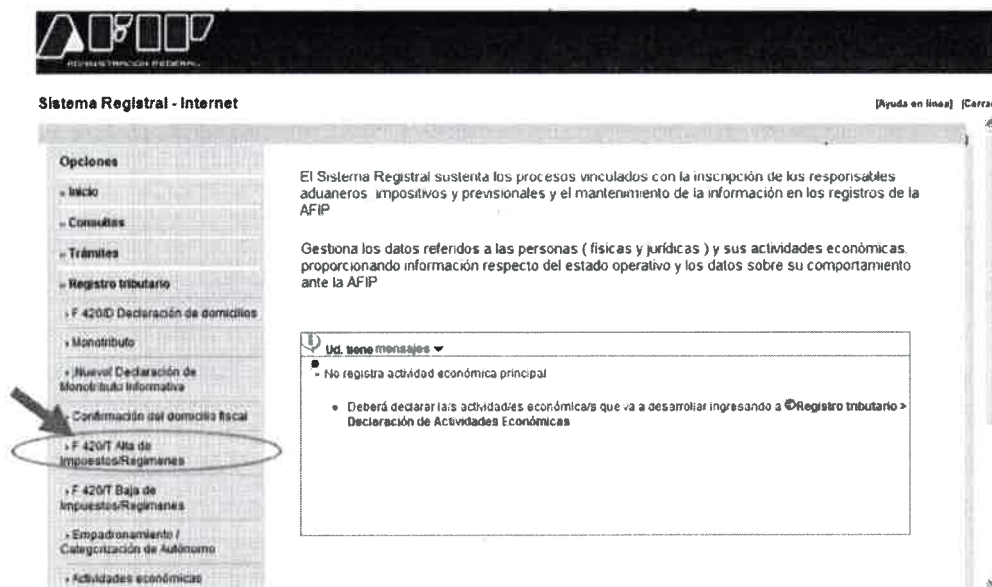 AFIP
ADMINISTRACION FEDERAL
Sistema Registral - Internet
[Ayuda en línea]
[Cerra
Opciones
» Inicio
» Consultas
» Trámites
» Registro tributario
› F 420/D Declaración de domicilios
› Monotributo
› ¡Nuevo! Declaración de
Monotributo Informativa
› Confirmación del domicilio fiscal
› F 420/T Alta de
Impuestos/Regimenes
› F 420/T Baja de
Impuestos/Regimenes
› Empadronamiento /
Categorización de Autónomo
› Actividades económicas
El Sistema Registral sustenta los procesos vinculados con la inscripción de los responsables
aduaneros impositivos y previsionales y el mantenimiento de la información en los registros de la
AFIP
Gestiona los datos referidos a las personas ( físicas y jurídicas ) y sus actividades económicas,
proporcionando información respecto del estado operativo y los datos sobre su comportamiento
ante la AFIP
Ud. tiene mensajes
- No registra actividad económica principal
• Deberá declarar la/s actividad/es económica/s que va a desarrollar ingresando a Registro tributario >
Declaración de Actividades Económicas